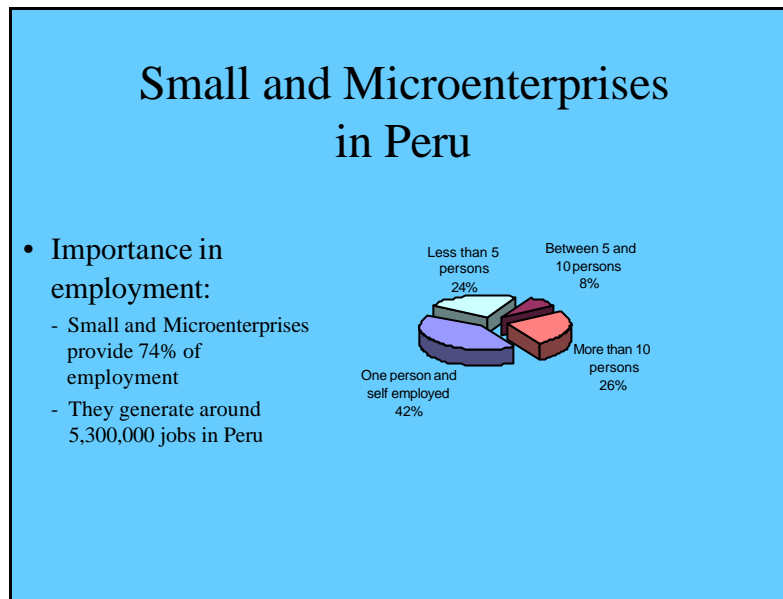 Small and Microenterprises
in Peru
• Importance in
employment:
- Small and Microenterprises
provide 74% of
employment
- They generate around
5,300,000 jobs in Peru
Less than 5
persons
24%
Between 5 and
10 persons
8%
More than 10
persons
26%
One person and
self employed
42%